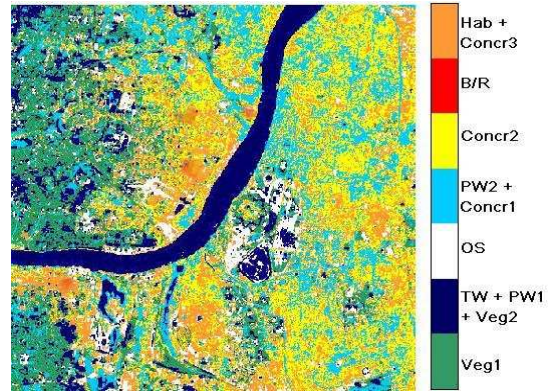 Hab +
Concr3
B/R
Concr2
PW2 +
Concr1
OS
TW + PW1
+ Veg2
Veg1